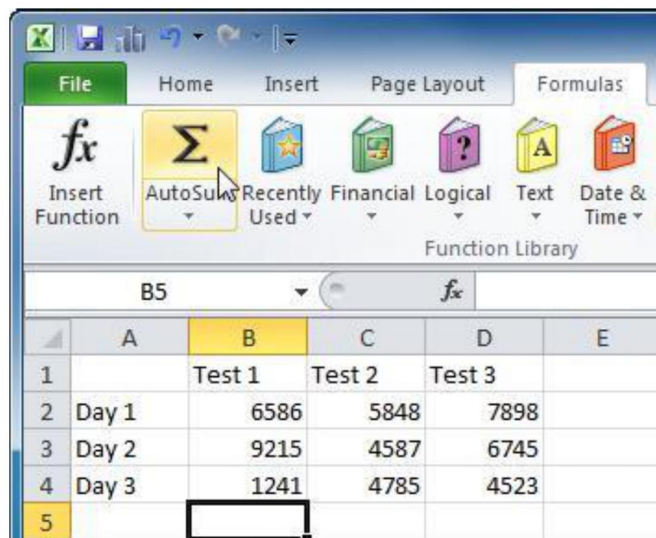 File Home Insert Page Layout Formulas
fx Σ ? A
Insert AutoSum Recently Financial Logical Text Date &
Function Used Time
Function Library
B5 fx
A B C D E
1 Test 1 Test 2 Test 3
2 Day 1 6586 5848 7898
3 Day 2 9215 4587 6745
4 Day 3 1241 4785 4523
5